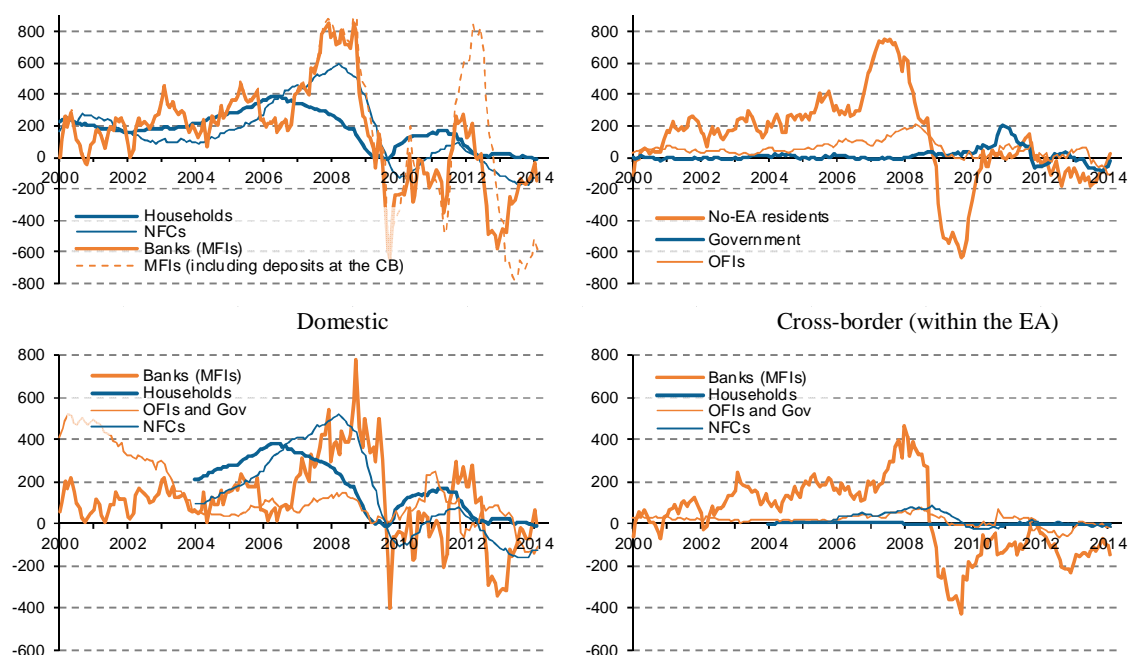 800
600
400
200
0
-200
-400
-600
-800
2000 2002 2004 2006 2008 2010 2012 2014
Households
NFCs
Banks (MFIs)
MFIs (including deposits at the CB)
800
600
400
200
0
-200
-400
-600
-800
2000 2002 2004 2006 2008 2010 2012 2014
No-EA residents
Government
OFIs
Domestic
800
600
400
200
0
-200
-400
-600
2000 2002 2004 2006 2008 2010 2012 2014
Banks (MFIs)
Households
OFIs and Gov
NFCs
Cross-border (within the EA)
800
600
400
200
0
-200
-400
-600
2000 2002 2004 2006 2008 2010 2012 2014
Banks (MFIs)
Households
OFIs and Gov
NFCs